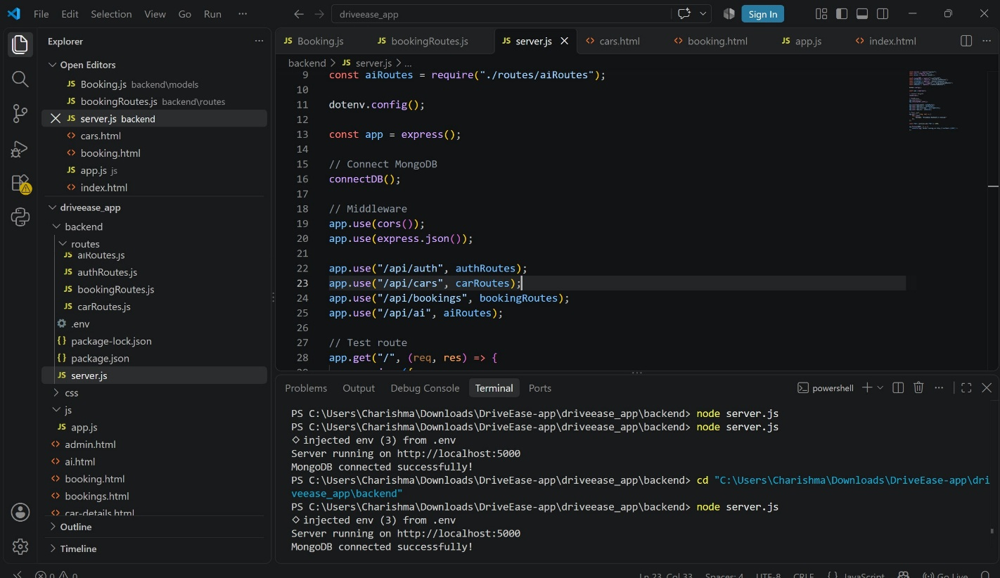 File Edit Selection View Go Run ··· driveease_app Sign In
Explorer
Open Editors
JS Booking.js backend\models
JS bookingRoutes.js backend\routes
JS server.js backend
<> cars.html
<> booking.html
JS app.js js
<> index.html
driveease_app
backend
routes
JS aiRoutes.js
JS authRoutes.js
JS bookingRoutes.js
JS carRoutes.js
.env
{} package-lock.json
{} package.json
JS server.js
css
js
JS app.js
<> admin.html
<> ai.html
<> booking.html
<> bookings.html
<> car-details.html
Outline
Timeline
JS Booking.js JS bookingRoutes.js JS server.js <> cars.html <> booking.html JS app.js <> index.html
backend > JS server.js > ...
9 const aiRoutes = require("./routes/aiRoutes");
10
11 dotenv.config();
12
13 const app = express();
14
15 // Connect MongoDB
16 connectDB();
17
18 // Middleware
19 app.use(cors());
20 app.use(express.json());
21
22 app.use("/api/auth", authRoutes);
23 app.use("/api/cars", carRoutes);
24 app.use("/api/bookings", bookingRoutes);
25 app.use("/api/ai", aiRoutes);
26
27 // Test route
28 app.get("/", (req, res) => {
Problems Output Debug Console Terminal Ports powershell
PS C:\Users\Charishma\Downloads\DriveEase-app\driveease_app\backend> node server.js
PS C:\Users\Charishma\Downloads\DriveEase-app\driveease_app\backend> node server.js
◇ injected env (3) from .env
Server running on http://localhost:5000
MongoDB connected successfully!
PS C:\Users\Charishma\Downloads\DriveEase-app\driveease_app\backend> cd "C:\Users\Charishma\Downloads\DriveEase-app\dri
veease_app\backend"
PS C:\Users\Charishma\Downloads\DriveEase-app\driveease_app\backend> node server.js
◇ injected env (3) from .env
Server running on http://localhost:5000
MongoDB connected successfully!
0 0 Ln 23, Col 33 Spaces: 4 UTF-8 CRLF {} JavaScript Go Live